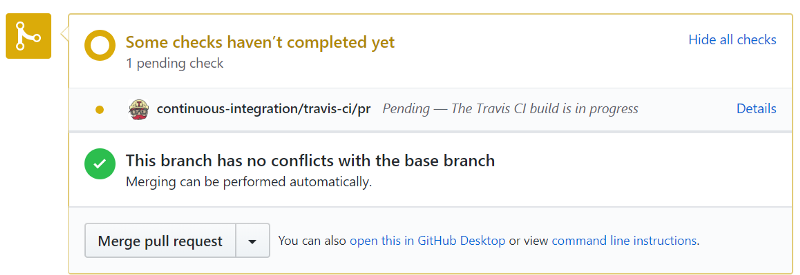 Some checks haven't completed yet
Hide all checks
1 pending check
continuous-integration/travis-ci/pr Pending — The Travis CI build is in progress
Details
This branch has no conflicts with the base branch
Merging can be performed automatically.
Merge pull request
You can also open this in GitHub Desktop or view command line instructions.